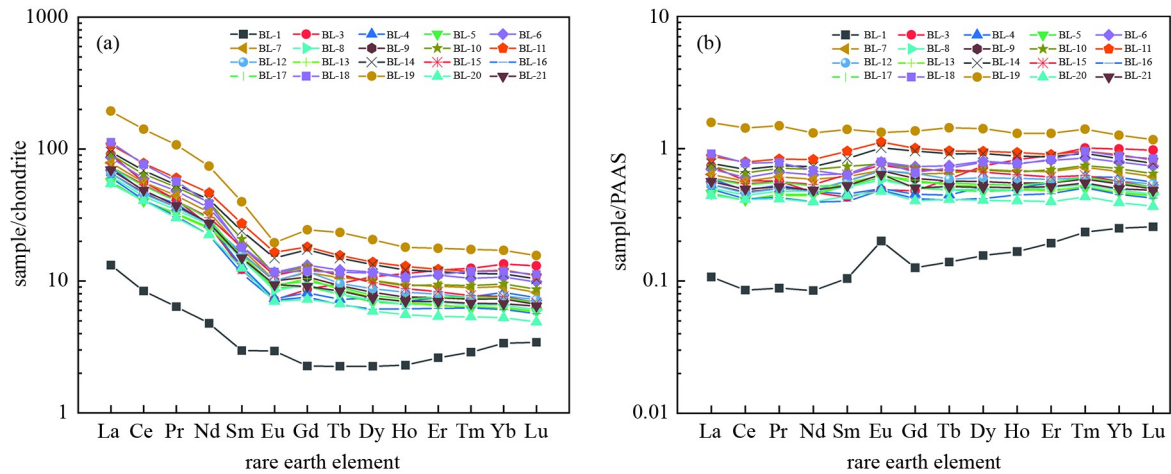 (a)
BL-1 BL-3 BL-4 BL-5 BL-6
BL-7 BL-8 BL-9 BL-10 BL-11
BL-12 BL-13 BL-14 BL-15 BL-16
BL-17 BL-18 BL-19 BL-20 BL-21
1000
100
10
1
sample/chondrite
La Ce Pr Nd Sm Eu Gd Tb Dy Ho Er Tm Yb Lu
rare earth element
(b)
BL-1 BL-3 BL-4 BL-5 BL-6
BL-7 BL-8 BL-9 BL-10 BL-11
BL-12 BL-13 BL-14 BL-15 BL-16
BL-17 BL-18 BL-19 BL-20 BL-21
10
1
0.1
0.01
sample/PAAS
La Ce Pr Nd Sm Eu Gd Tb Dy Ho Er Tm Yb Lu
rare earth element